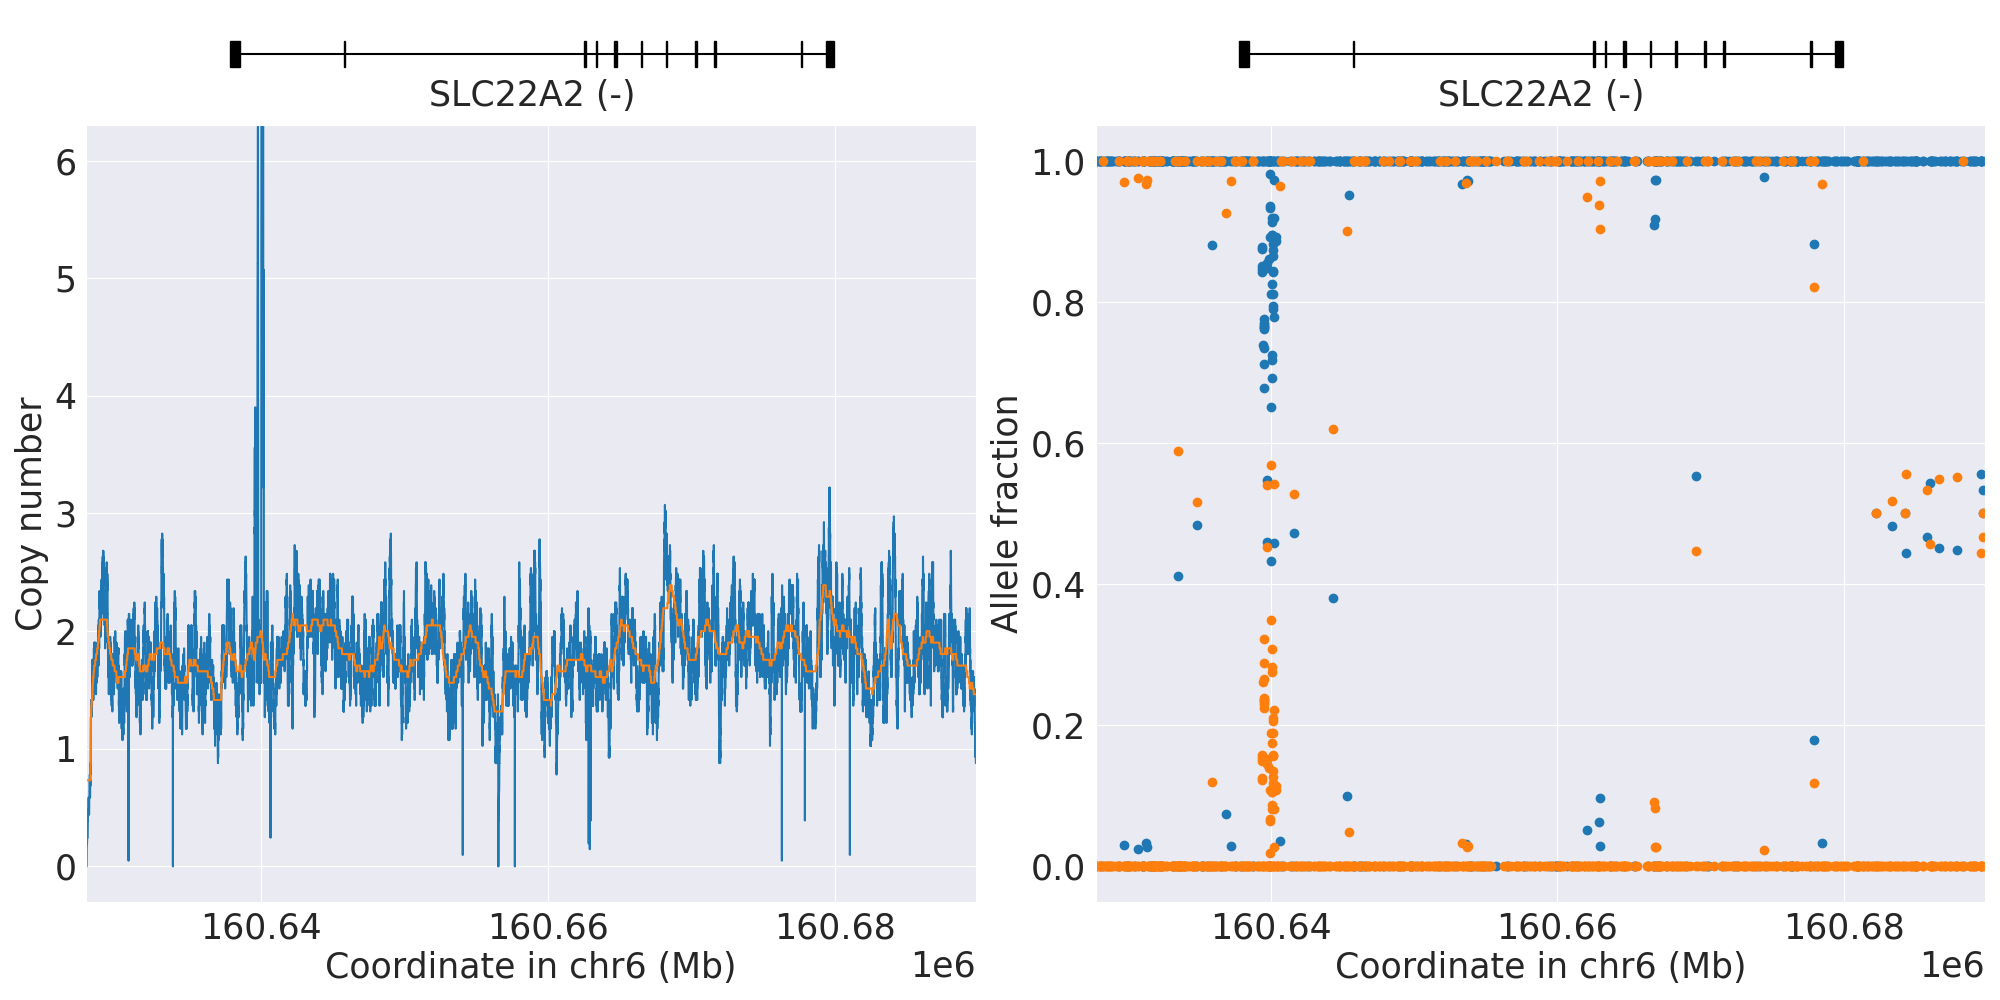 SLC22A2 (-)
6
5
4
3
2
1
0
Copy number
160.64 160.66 160.68
Coordinate in chr6 (Mb) 1e6
SLC22A2 (-)
1.0
0.8
0.6
0.4
0.2
0.0
Allele fraction
160.64 160.66 160.68
Coordinate in chr6 (Mb) 1e6